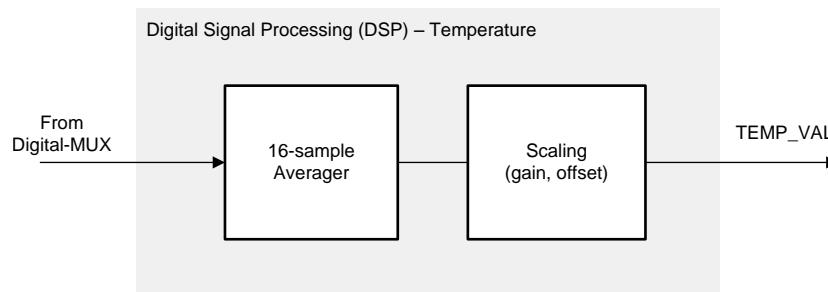 Digital Signal Processing (DSP) – Temperature
From
Digital-MUX
16-sample
Averager
Scaling
(gain, offset)
TEMP_VAL